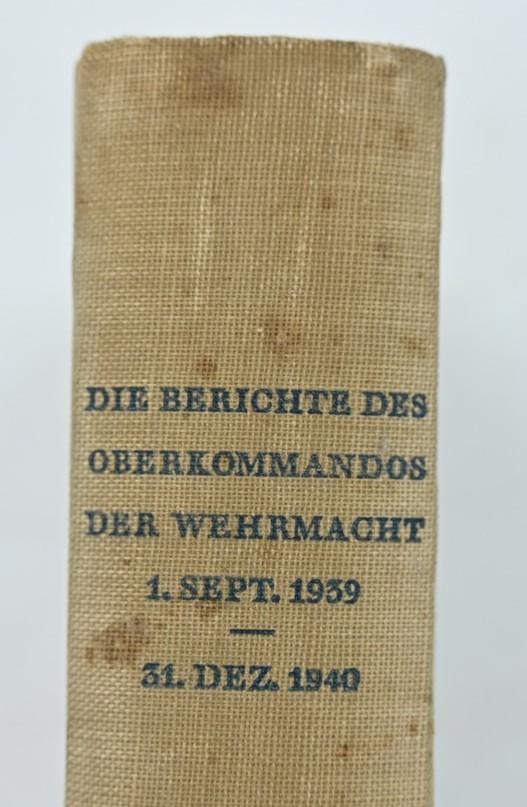 DIE BERICHTE DES
OBERKOMMANDOS
DER WEHRMACHT
1. SEPT. 1939
—
31. DEZ. 1940